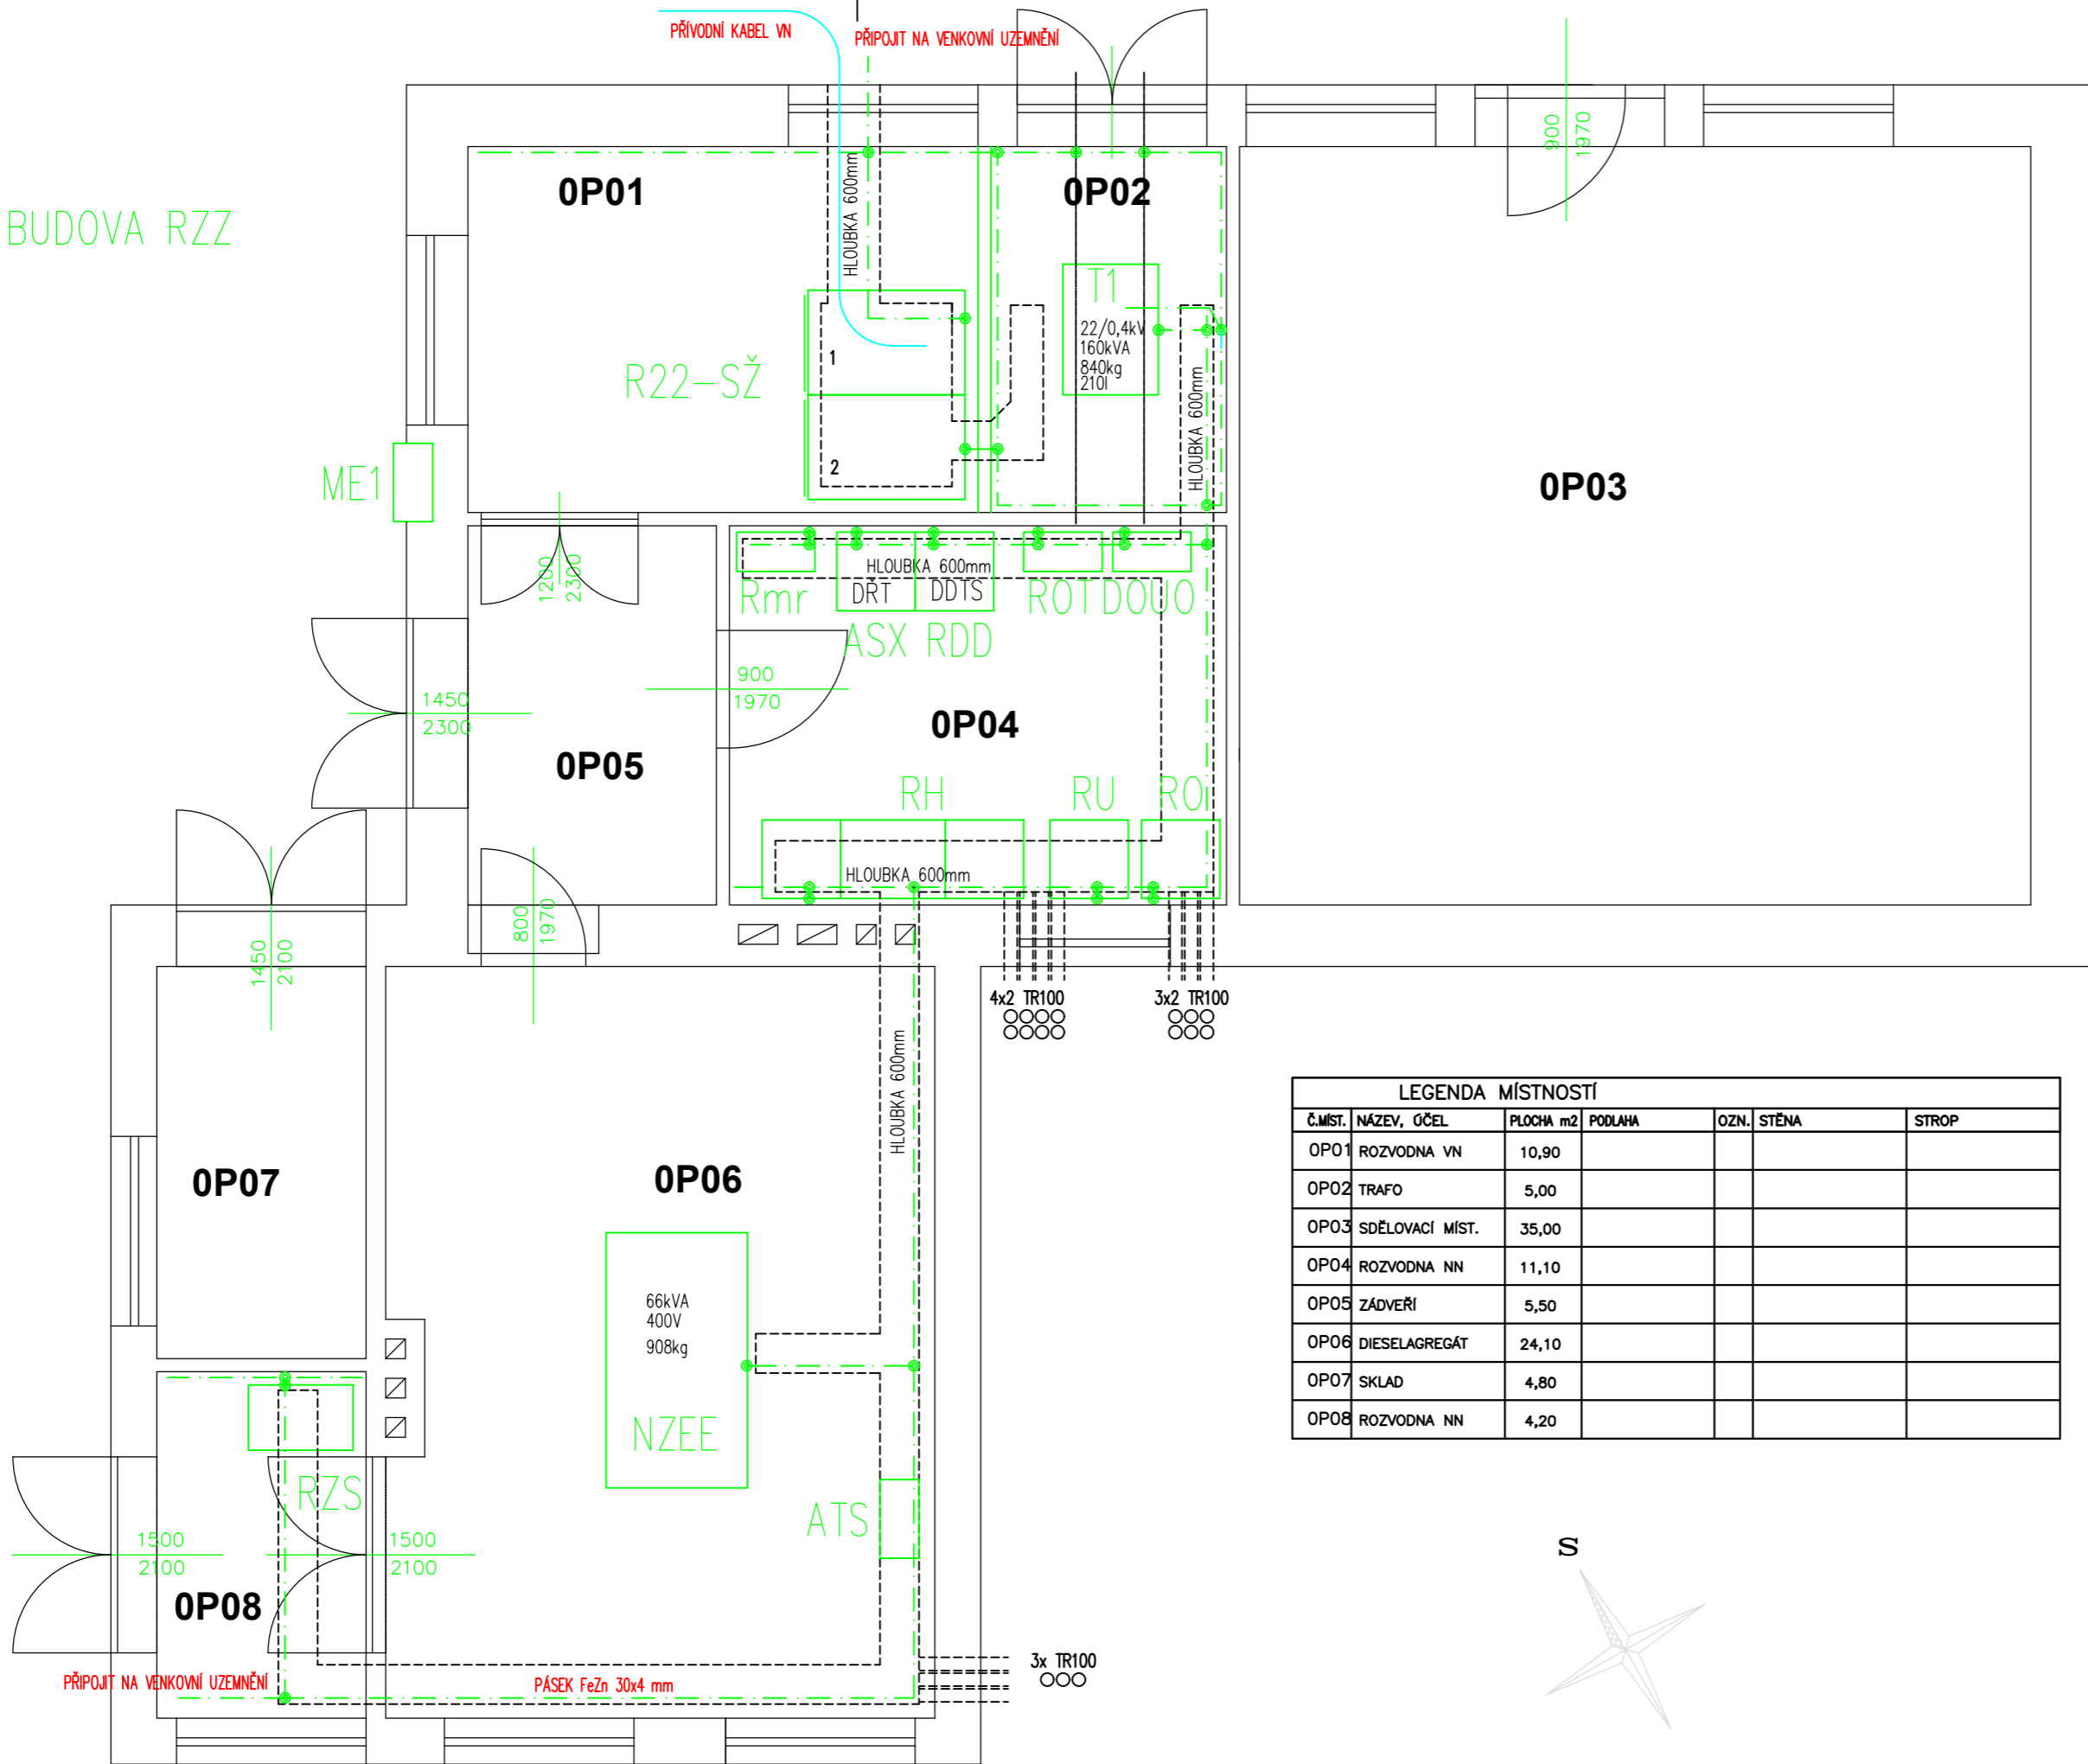 PŘÍVODNÍ KABEL VN
PŘIPOJIT NA VENKOVNÍ UZEMNĚNÍ
900
1970
0P01
0P02
BUDOVA RZZ
HLOUBKA 600mm
T1
22/0,4kV
160kVA
840kg
210l
1
R22-SŽ
HLOUBKA 600mm
2
ME1
0P03
1200
2300
HLOUBKA 600mm
DŘT
DDTS
Rmr
ROT
DOUO
ASX RDD
900
1970
1450
2300
0P04
0P05
RH
RU
RO
HLOUBKA 600mm
800
1970
1450
2100
4x2 TR100
3x2 TR100
HLOUBKA 600mm
LEGENDA MÍSTNOSTÍ
Č.MÍST. NÁZEV, ÚČEL PLOCHA m2 PODLAHA OZN. STĚNA STROP
0P01 ROZVODNA VN 10,90
0P02 TRAFO 5,00
0P03 SDĚLOVACÍ MÍST. 35,00
0P04 ROZVODNA NN 11,10
0P05 ZÁDVEŘÍ 5,50
0P06 DIESELAGREGÁT 24,10
0P07 SKLAD 4,80
0P08 ROZVODNA NN 4,20
0P07
0P06
66kVA
400V
908kg
NZEE
RZS
ATS
1500
2100
1500
2100
S
0P08
3x TR100
PŘIPOJIT NA VENKOVNÍ UZEMNĚNÍ
PÁSEK FeZn 30x4 mm